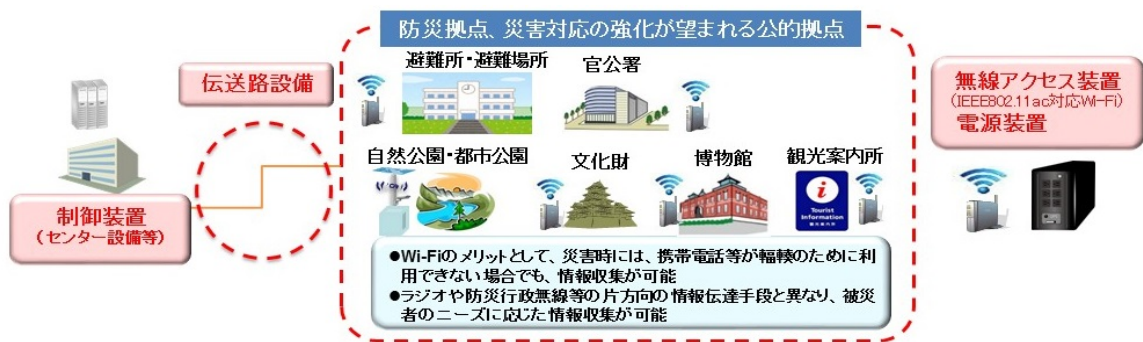 防災拠点、災害対応の強化が望まれる公的拠点
伝送路設備
制御装置
(センター設備等)
避難所・避難場所
官公署
自然公園・都市公園
文化財
博物館
観光案内所
i
Tourist
Information
観光案内所
●Wi-Fiのメリットとして、災害時には、携帯電話等が輻輳のために利
用できない場合でも、情報収集が可能
●ラジオや防災行政無線等の片方向の情報伝達手段と異なり、被災
者のニーズに応じた情報収集が可能
無線アクセス装置
(IEEE802.11ac対応Wi-Fi)
電源装置